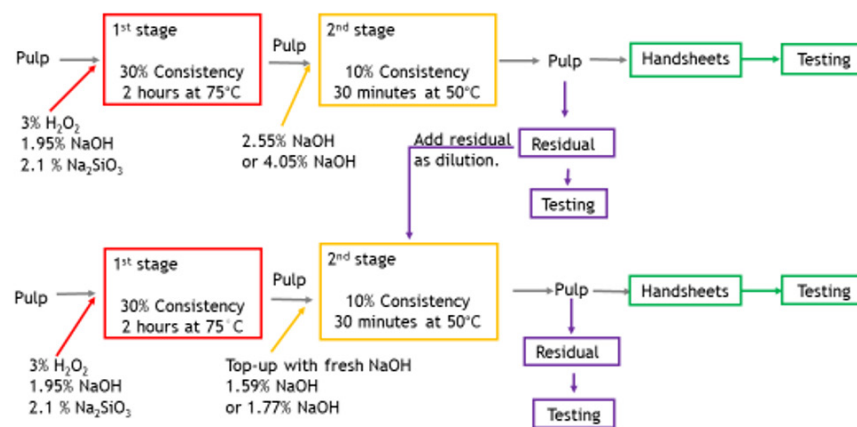 1st stage
Pulp
30% Consistency
2 hours at 75°C
3% H₂O₂
1.95% NaOH
2.1 % Na₂SiO₃
Pulp
2nd stage
10% Consistency
30 minutes at 50°C
2.55% NaOH
or 4.05% NaOH
Pulp
Handsheets
Testing
Add residual
as dilution.
Residual
Testing
1st stage
Pulp
30% Consistency
2 hours at 75°C
3% H₂O₂
1.95% NaOH
2.1 % Na₂SiO₃
Pulp
2nd stage
10% Consistency
30 minutes at 50°C
Top-up with fresh NaOH
1.59% NaOH
or 1.77% NaOH
Pulp
Handsheets
Testing
Residual
Testing